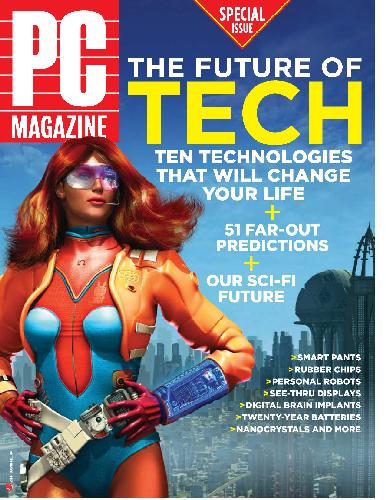 PC
MAGAZINE
SPECIAL
ISSUE
THE FUTURE OF
TECH
TEN TECHNOLOGIES
THAT WILL CHANGE
YOUR LIFE
+
51 FAR-OUT
PREDICTIONS
+
OUR SCI-FI
FUTURE
>SMART PANTS
>RUBBER CHIPS
>PERSONAL ROBOTS
>SEE-THRU DISPLAYS
>DIGITAL BRAIN IMPLANTS
>TWENTY-YEAR BATTERIES
>NANOCRYSTALS AND MORE